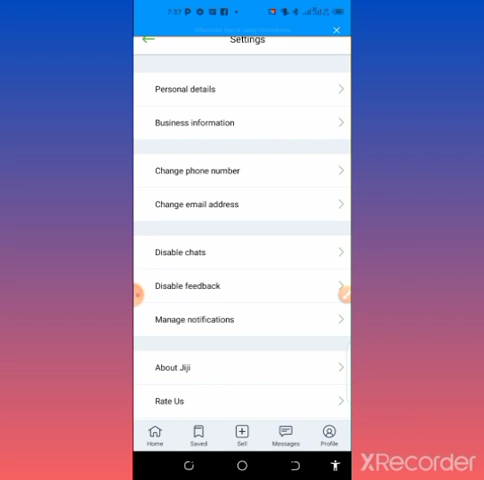 7:37
Settings
Personal details
Business information
Change phone number
Change email address
Disable chats
Disable feedback
Manage notifications
About Jiji
Rate Us
Home Saved Sell Messages Profile
XRecorder